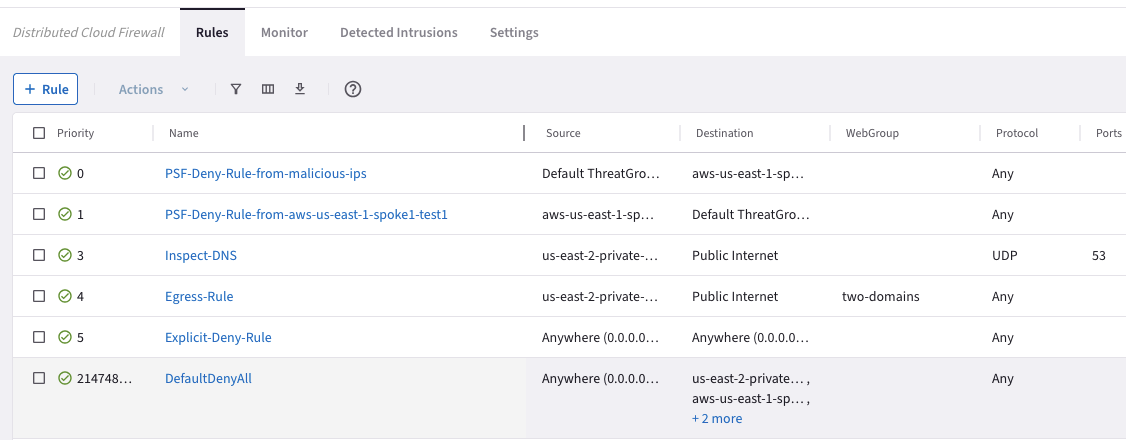 Distributed Cloud Firewall Rules Monitor Detected Intrusions Settings
+ Rule Actions
Priority Name Source Destination WebGroup Protocol Ports
0 PSF-Deny-Rule-from-malicious-ips Default ThreatGro… aws-us-east-1-sp… Any
1 PSF-Deny-Rule-from-aws-us-east-1-spoke1-test1 aws-us-east-1-sp… Default ThreatGro… Any
3 Inspect-DNS us-east-2-private-… Public Internet UDP 53
4 Egress-Rule us-east-2-private-… Public Internet two-domains Any
5 Explicit-Deny-Rule Anywhere (0.0.0.0… Anywhere (0.0.0.0… Any
214748… DefaultDenyAll Anywhere (0.0.0.0… us-east-2-private… , Any
aws-us-east-1-sp… ,
+ 2 more